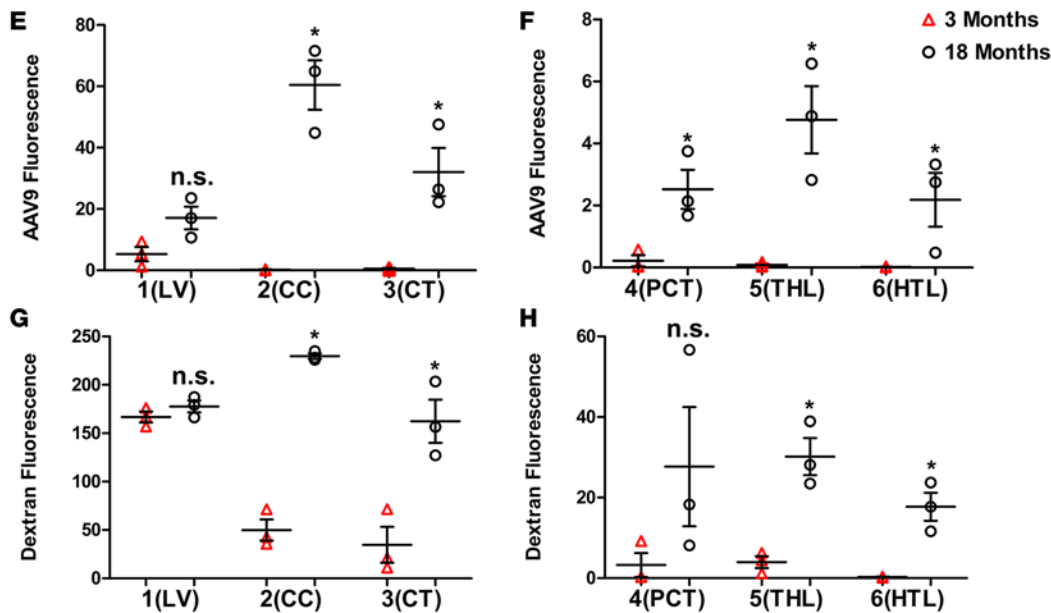 E
AAV9 Fluorescence
80
60
40
20
0
n.s.
*
*
1(LV) 2(CC) 3(CT)
F
AAV9 Fluorescence
8
6
4
2
0
*
*
*
4(PCT) 5(THL) 6(HTL)
3 Months
18 Months
G
Dextran Fluorescence
250
200
150
100
50
0
n.s.
*
*
1(LV) 2(CC) 3(CT)
H
Dextran Fluorescence
60
40
20
0
n.s.
*
*
4(PCT) 5(THL) 6(HTL)